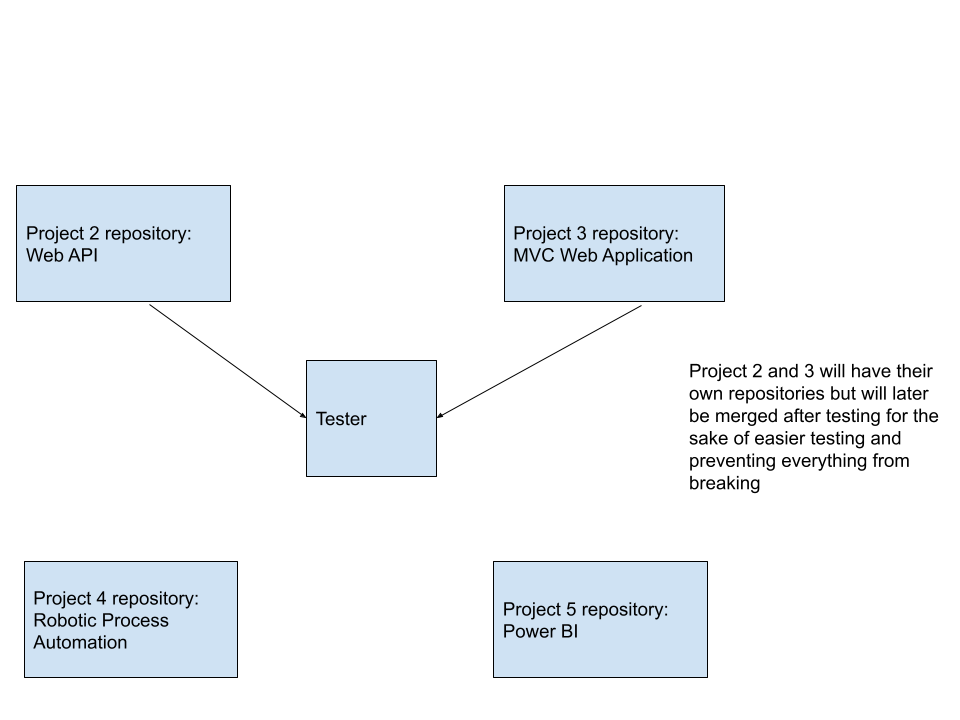 Project 2 repository:
Web API
Project 3 repository:
MVC Web Application
Tester
Project 2 and 3 will have their
own repositories but will later
be merged after testing for the
sake of easier testing and
preventing everything from
breaking
Project 4 repository:
Robotic Process
Automation
Project 5 repository:
Power BI